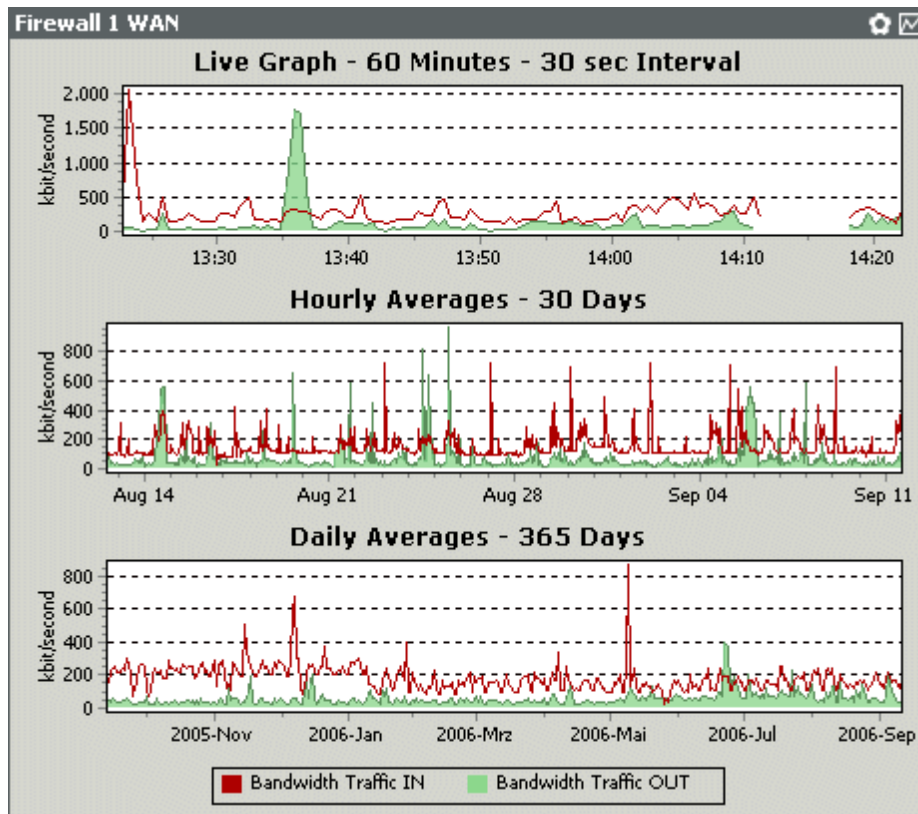 Firewall 1 WAN
Live Graph - 60 Minutes - 30 sec Interval
kbit/second
2.000
1.500
1.000
500
0
13:30 13:40 13:50 14:00 14:10 14:20
Hourly Averages - 30 Days
kbit/second
800
600
400
200
0
Aug 14 Aug 21 Aug 28 Sep 04 Sep 11
Daily Averages - 365 Days
kbit/second
800
600
400
200
0
2005-Nov 2006-Jan 2006-Mrz 2006-Mai 2006-Jul 2006-Sep
Bandwidth Traffic IN Bandwidth Traffic OUT